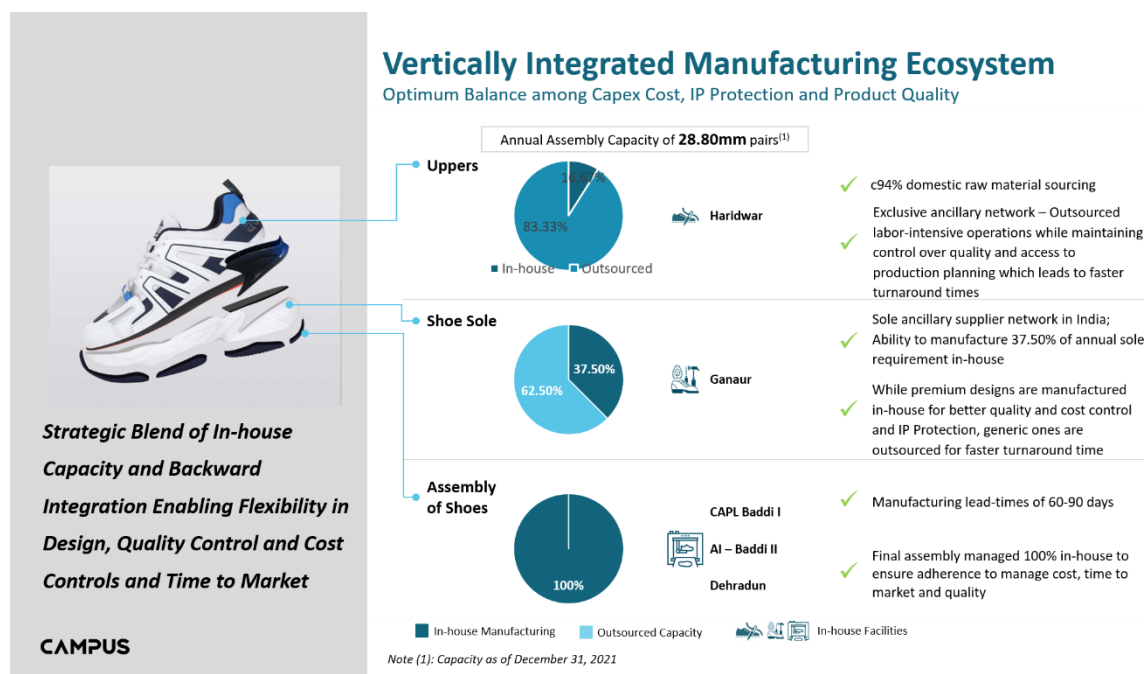 Vertically Integrated Manufacturing Ecosystem
Optimum Balance among Capex Cost, IP Protection and Product Quality
Annual Assembly Capacity of 28.80mm pairs(1)
Uppers
16.67%
83.33%
In-house Outsourced
Haridwar
c94% domestic raw material sourcing
Exclusive ancillary network – Outsourced
labor-intensive operations while maintaining
control over quality and access to
production planning which leads to faster
turnaround times
Shoe Sole
37.50%
62.50%
Ganaur
Sole ancillary supplier network in India;
Ability to manufacture 37.50% of annual sole
requirement in-house
While premium designs are manufactured
in-house for better quality and cost control
and IP Protection, generic ones are
outsourced for faster turnaround time
Assembly
of Shoes
100%
CAPL Baddi I
AI – Baddi II
Dehradun
Manufacturing lead-times of 60-90 days
Final assembly managed 100% in-house to
ensure adherence to manage cost, time to
market and quality
Strategic Blend of In-house
Capacity and Backward
Integration Enabling Flexibility in
Design, Quality Control and Cost
Controls and Time to Market
CAMPUS
In-house Manufacturing Outsourced Capacity In-house Facilities
Note (1): Capacity as of December 31, 2021